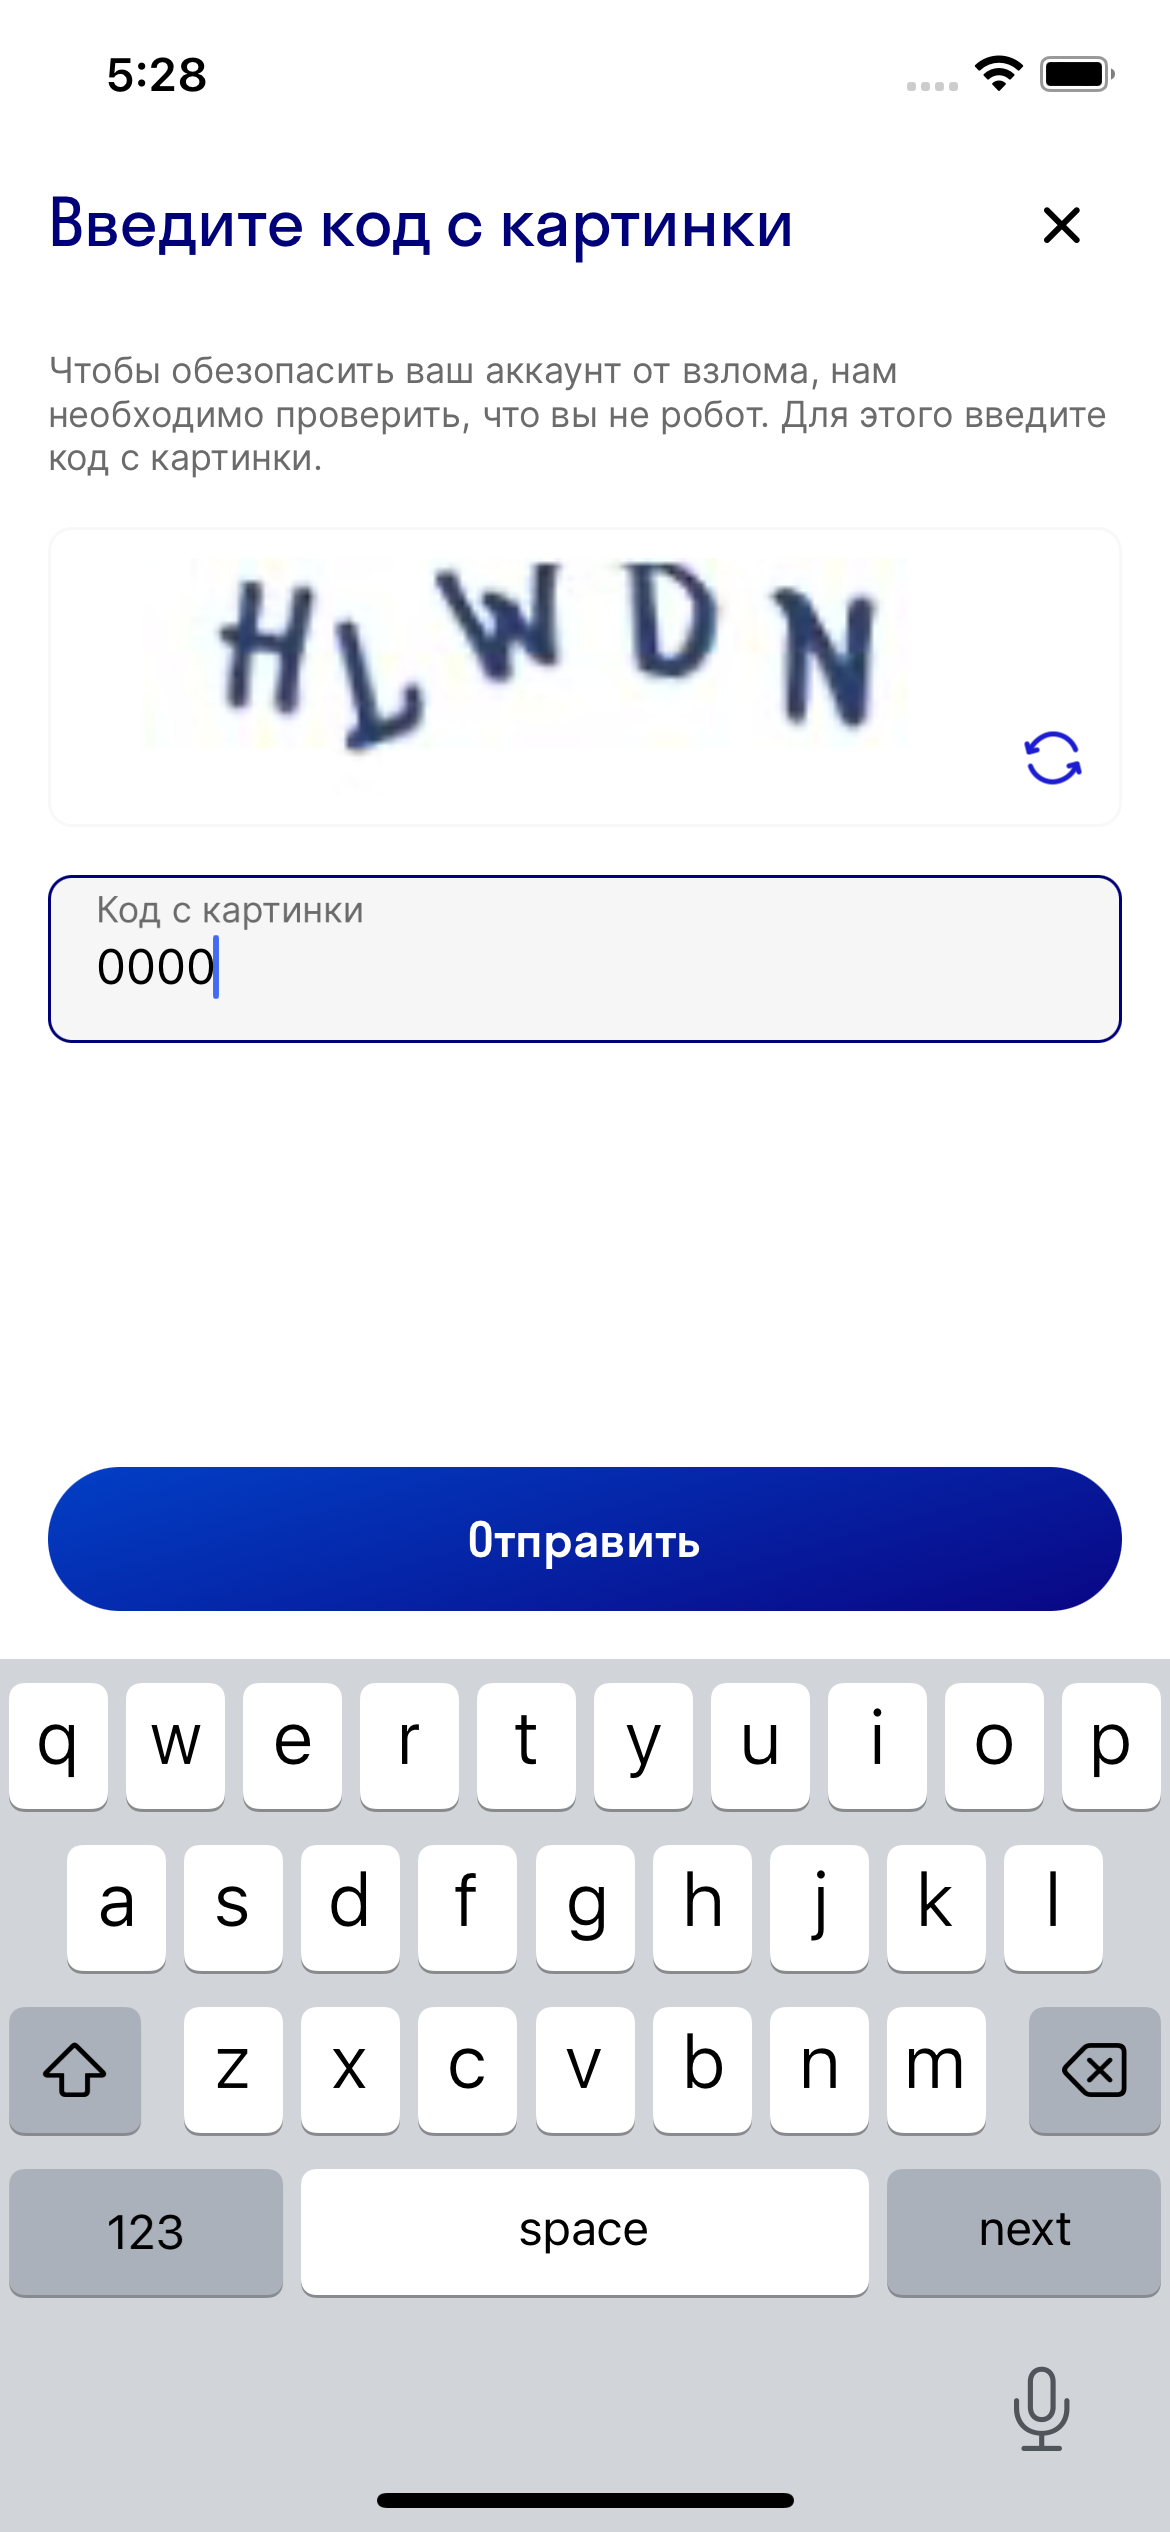 5:28
Введите код с картинки
Чтобы обезопасить ваш аккаунт от взлома, нам
необходимо проверить, что вы не робот. Для этого введите
код с картинки.
HLWDN
Код с картинки
0000
Отправить
q w e r t y u i o p
a s d f g h j k l
z x c v b n m
123 space next